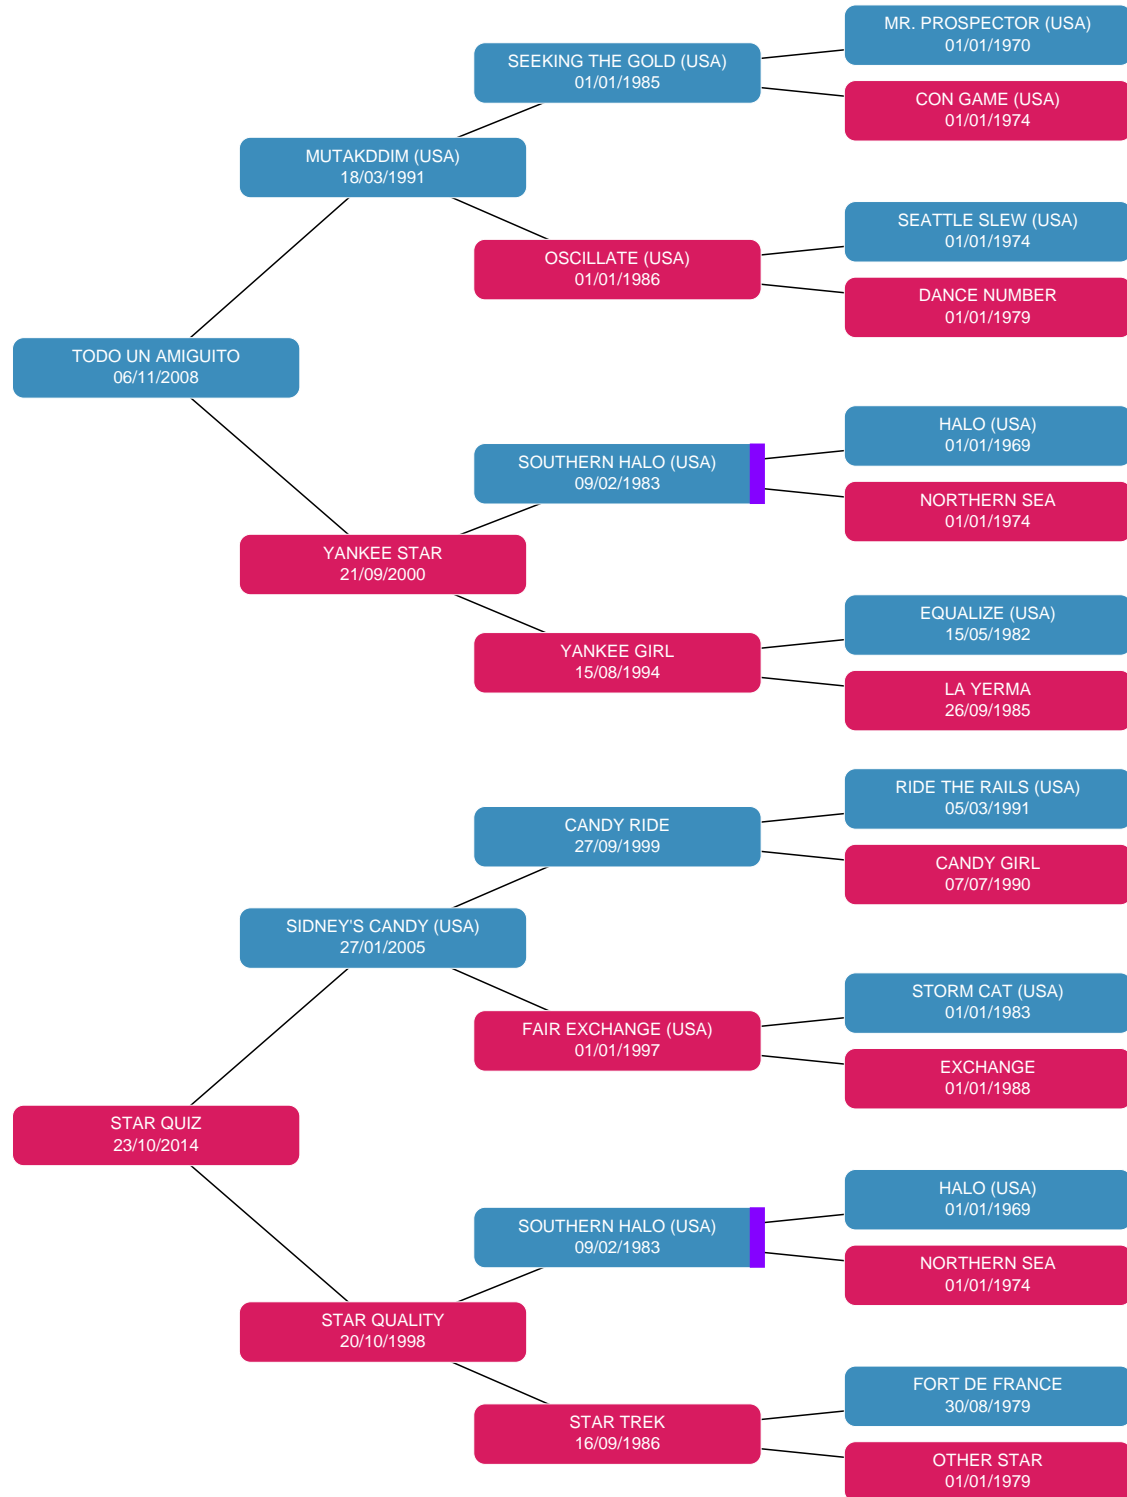 MR. PROSPECTOR (USA)
01/01/1970
SEEKING THE GOLD (USA)
01/01/1985
CON GAME (USA)
01/01/1974
MUTAKDDIM (USA)
18/03/1991
SEATTLE SLEW (USA)
01/01/1974
OSCILLATE (USA)
01/01/1986
DANCE NUMBER
01/01/1979
TODO UN AMIGUITO
06/11/2008
HALO (USA)
01/01/1969
SOUTHERN HALO (USA)
09/02/1983
NORTHERN SEA
01/01/1974
YANKEE STAR
21/09/2000
EQUALIZE (USA)
15/05/1982
YANKEE GIRL
15/08/1994
LA YERMA
26/09/1985
RIDE THE RAILS (USA)
05/03/1991
CANDY RIDE
27/09/1999
CANDY GIRL
07/07/1990
SIDNEY'S CANDY (USA)
27/01/2005
STORM CAT (USA)
01/01/1983
FAIR EXCHANGE (USA)
01/01/1997
EXCHANGE
01/01/1988
STAR QUIZ
23/10/2014
HALO (USA)
01/01/1969
SOUTHERN HALO (USA)
09/02/1983
NORTHERN SEA
01/01/1974
STAR QUALITY
20/10/1998
FORT DE FRANCE
30/08/1979
STAR TREK
16/09/1986
OTHER STAR
01/01/1979